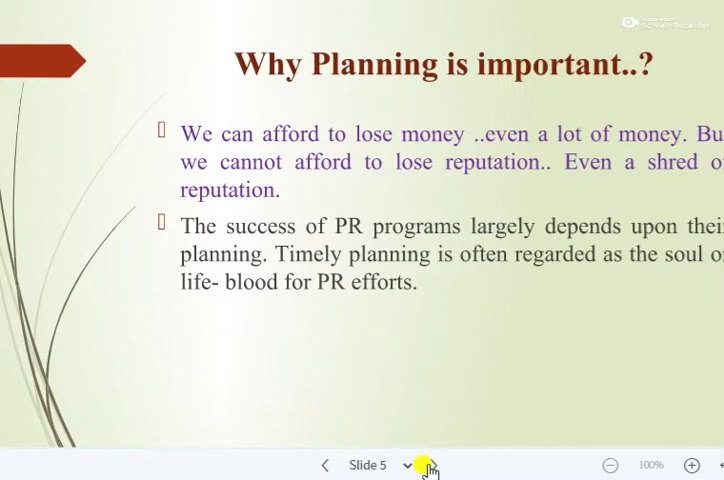 Why Planning is important..?
We can afford to lose money ..even a lot of money. Bu
we cannot afford to lose reputation.. Even a shred o
reputation.
The success of PR programs largely depends upon thei
planning. Timely planning is often regarded as the soul o
life- blood for PR efforts.
Slide 5
100%